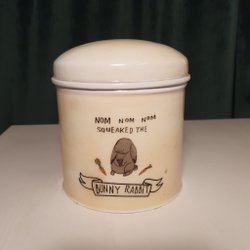 NOM NOM NOM
SQUEAKED THE
BUNNY RABBIT